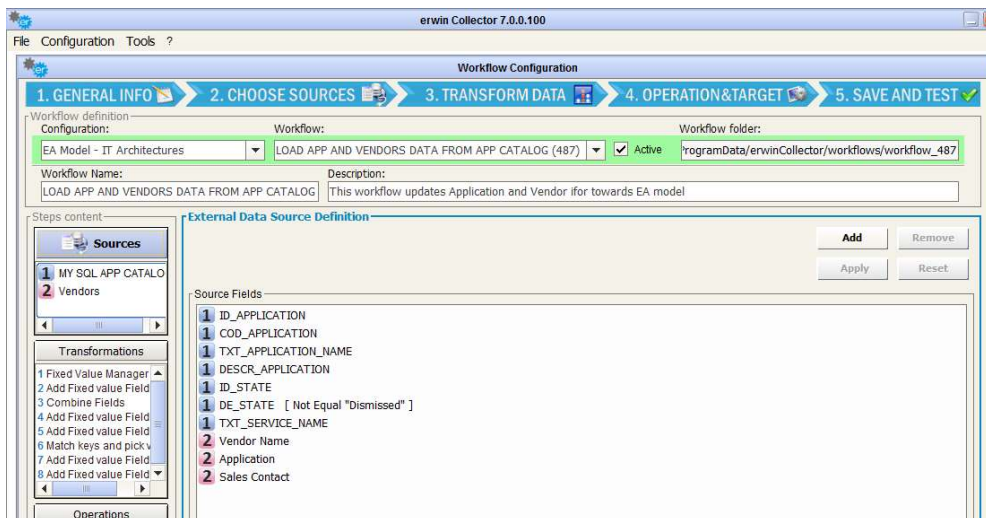 erwin Collector 7.0.0.100
File Configuration Tools ?
Workflow Configuration
1. GENERAL INFO 2. CHOOSE SOURCES 3. TRANSFORM DATA 4. OPERATION&TARGET 5. SAVE AND TEST
Workflow definition
Configuration: Workflow: Workflow folder:
EA Model - IT Architectures LOAD APP AND VENDORS DATA FROM APP CATALOG (487) Active ProgramData/erwinCollector/workflows/workflow_487
Workflow Name: Description:
LOAD APP AND VENDORS DATA FROM APP CATALOG This workflow updates Application and Vendor ifor towards EA model
Steps content External Data Source Definition
Sources Add Remove
1 MY SQL APP CATALO Apply Reset
2 Vendors
Source Fields
1 ID_APPLICATION
1 COD_APPLICATION
1 TXT_APPLICATION_NAME
1 DESCR_APPLICATION
1 ID_STATE
1 DE_STATE [ Not Equal "Dismissed" ]
1 TXT_SERVICE_NAME
2 Vendor Name
2 Application
2 Sales Contact
Transformations
1 Fixed Value Manager
2 Add Fixed value Field
3 Combine Fields
4 Add Fixed value Field
5 Add Fixed value Field
6 Match keys and pick v
7 Add Fixed value Field
8 Add Fixed value Field
Operations